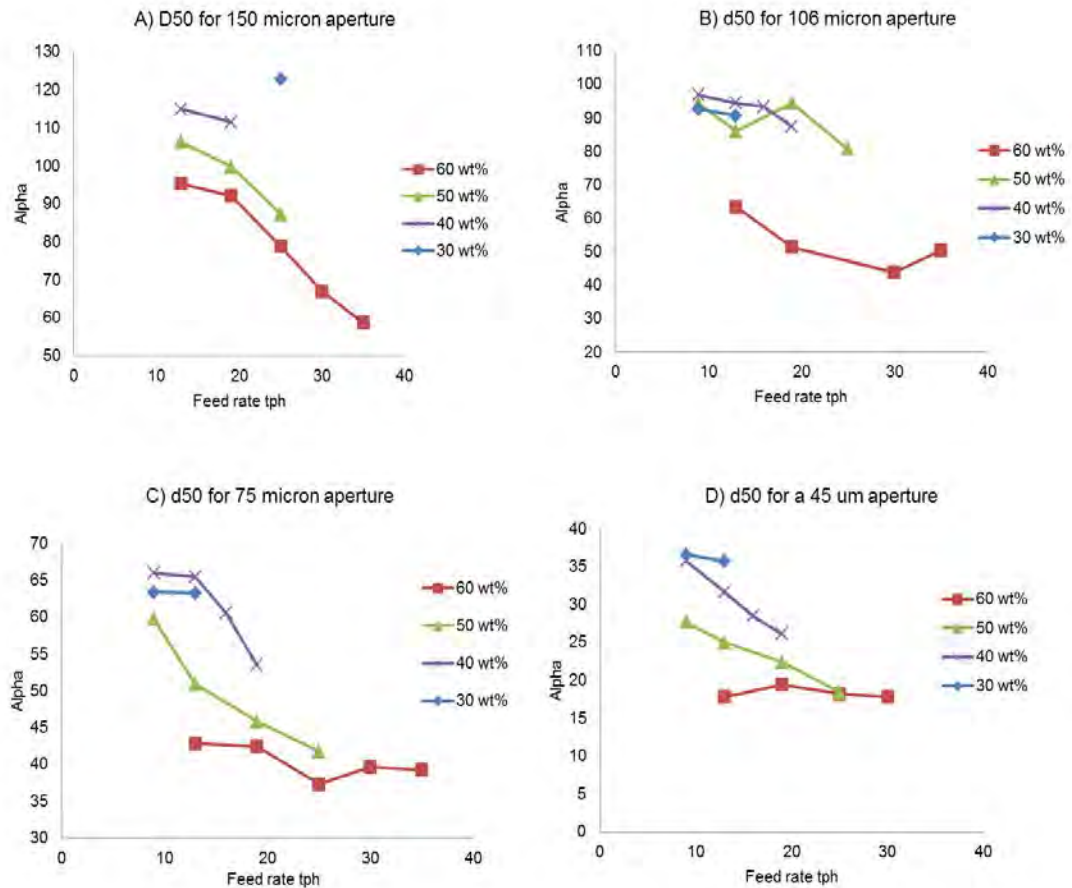 A) D50 for 150 micron aperture
130
120
110
100
90
80
70
60
50
Alpha
0
10
20
30
40
Feed rate tph
60 wt%
50 wt%
40 wt%
30 wt%
B) d50 for 106 micron aperture
110
100
90
80
70
60
50
40
30
20
Alpha
0
10
20
30
40
Feed rate tph
60 wt%
50 wt%
40 wt%
30 wt%
C) d50 for 75 micron aperture
70
65
60
55
50
45
40
35
30
Alpha
0
10
20
30
40
Feed rate tph
60 wt%
50 wt%
40 wt%
30 wt%
D) d50 for a 45 um aperture
40
35
30
25
20
15
10
5
0
Alpha
0
10
20
30
40
Feed rate tph
60 wt%
50 wt%
40 wt%
30 wt%